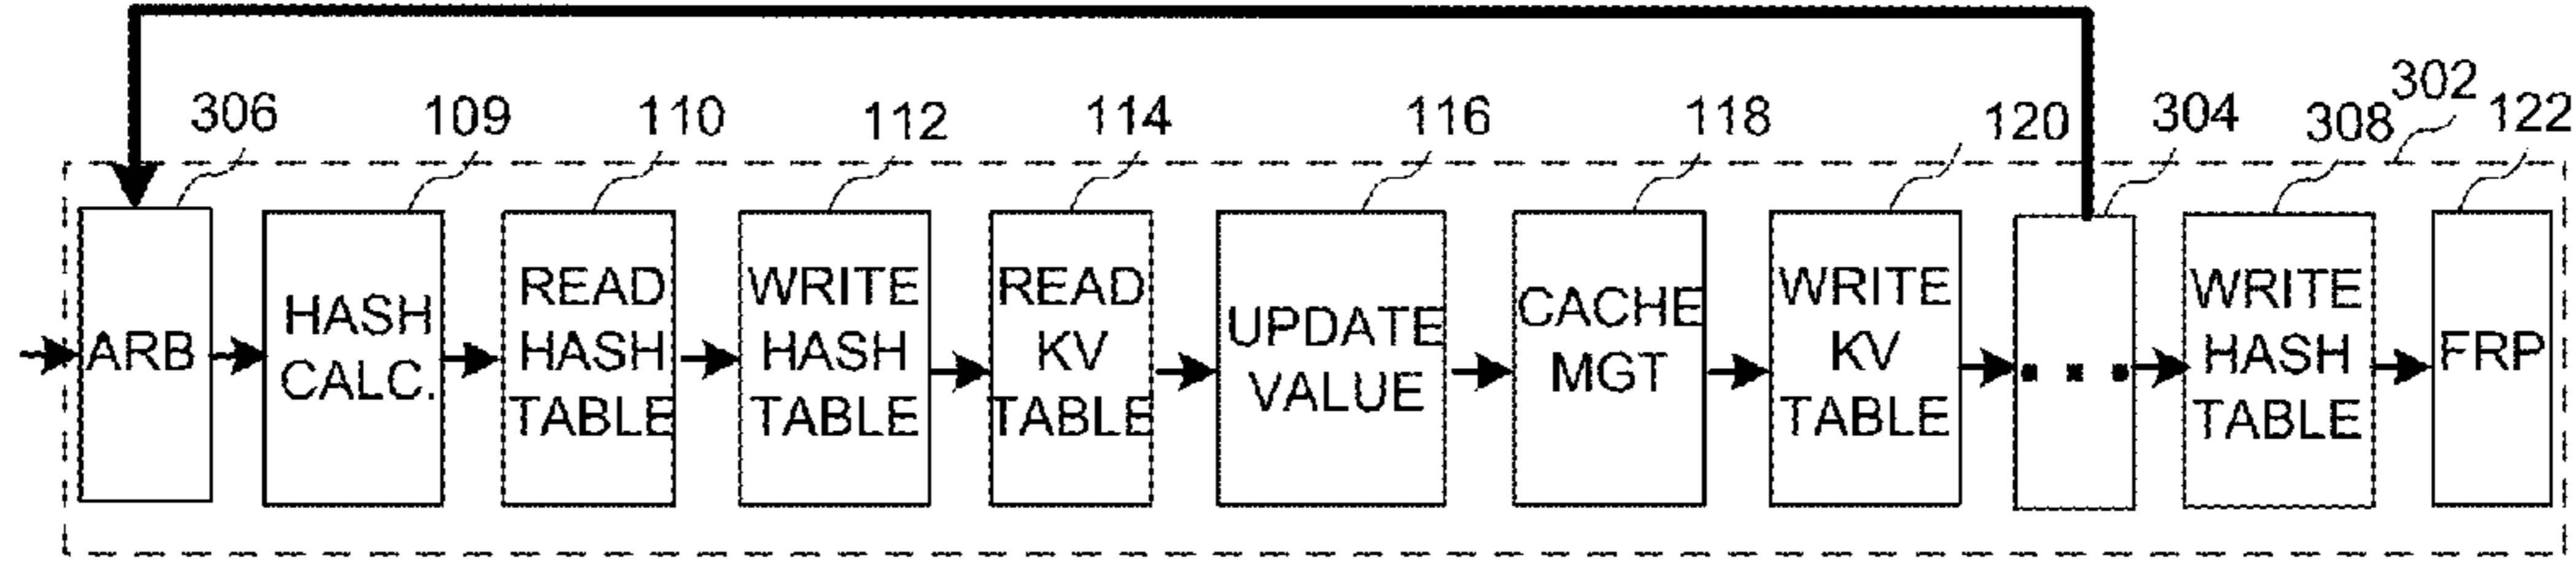 306
109
110
112
114
116
118
120
304
308
302
122
ARB
HASH
CALC.
READ
HASH
TABLE
WRITE
HASH
TABLE
READ
KV
TABLE
UPDATE
VALUE
CACHE
MGT
WRITE
KV
TABLE
. . .
WRITE
HASH
TABLE
FRP